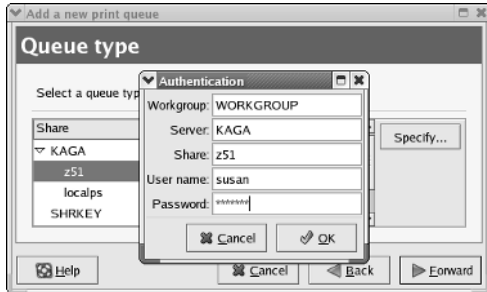 Add a new print queue
Queue type
Select a queue typ
Authentication
Workgroup: WORKGROUP
Server: KAGA
Share: z51
User name: susan
Password: *******
Cancel OK
Share
KAGA
z51
localps
SHRKEY
Specify...
Help Cancel Back Forward